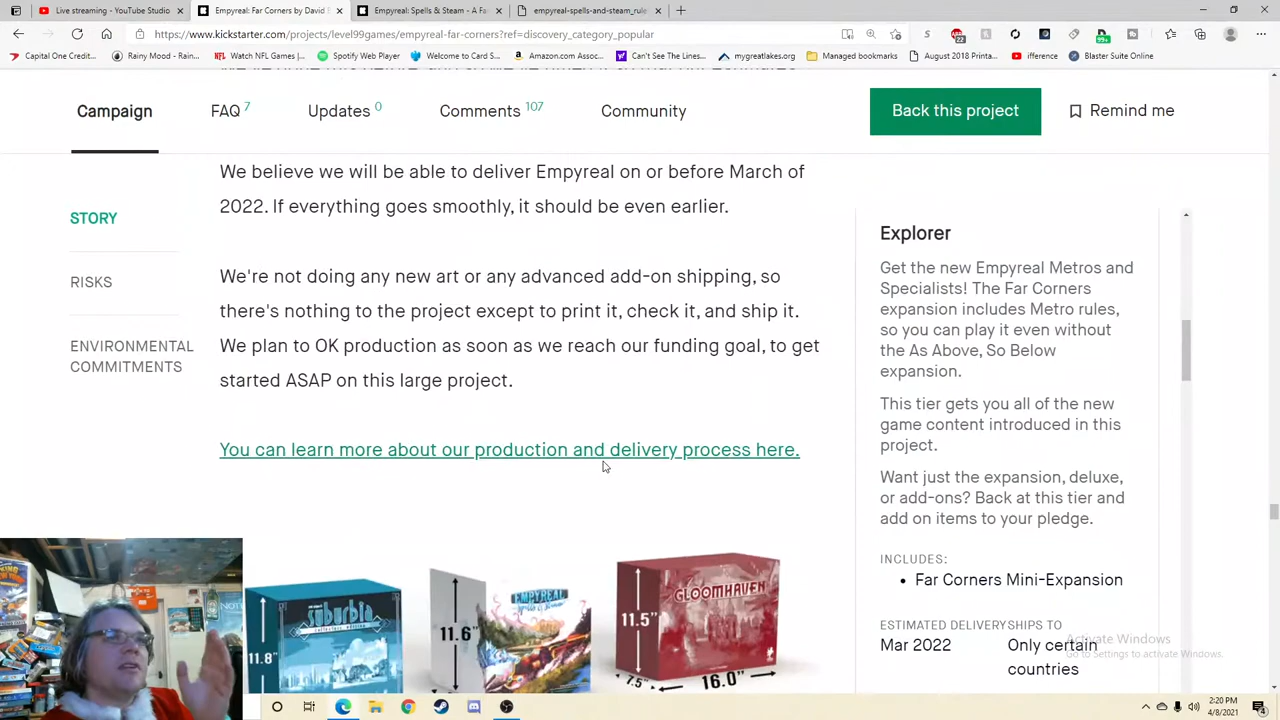 Live streaming - YouTube Studio
Empyreal: Far Corners by David
Empyreal: Spells & Steam - A Fa
empyreal-spells-and-steam_rule
https://www.kickstarter.com/projects/level99games/empyreal-far-corners?ref=discovery_category_popular
Capital One Credit...
Rainy Mood - Rain...
Watch NFL Games |...
Spotify Web Player
Welcome to Card S...
Amazon.com Assoc...
Can't See The Lines...
mygreatlakes.org
Managed bookmarks
August 2018 Printa...
ifference
Blaster Suite Online
Campaign
FAQ 7
Updates 0
Comments 107
Community
Back this project
Remind me
STORY
RISKS
ENVIRONMENTAL
COMMITMENTS
We believe we will be able to deliver Empyreal on or before March of
2022. If everything goes smoothly, it should be even earlier.
We're not doing any new art or any advanced add-on shipping, so
there's nothing to the project except to print it, check it, and ship it.
We plan to OK production as soon as we reach our funding goal, to get
started ASAP on this large project.
You can learn more about our production and delivery process here.
suburbia
11.8"
EMPYREAL
11.6"
GLOOMHAVEN
11.5"
7.5"
16.0"
Explorer
Get the new Empyreal Metros and
Specialists! The Far Corners
expansion includes Metro rules,
so you can play it even without
the As Above, So Below
expansion.
This tier gets you all of the new
game content introduced in this
project.
Want just the expansion, deluxe,
or add-ons? Back at this tier and
add on items to your pledge.
INCLUDES:
• Far Corners Mini-Expansion
ESTIMATED DELIVERY
Mar 2022
SHIPS TO
Only certain
countries
Activate Windows
Go to Settings to activate Windows.
2:20 PM
4/8/2021